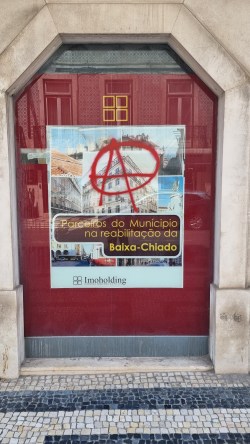 Parceiros do Município
na reabilitação da
Baixa-Chiado
Imoholding